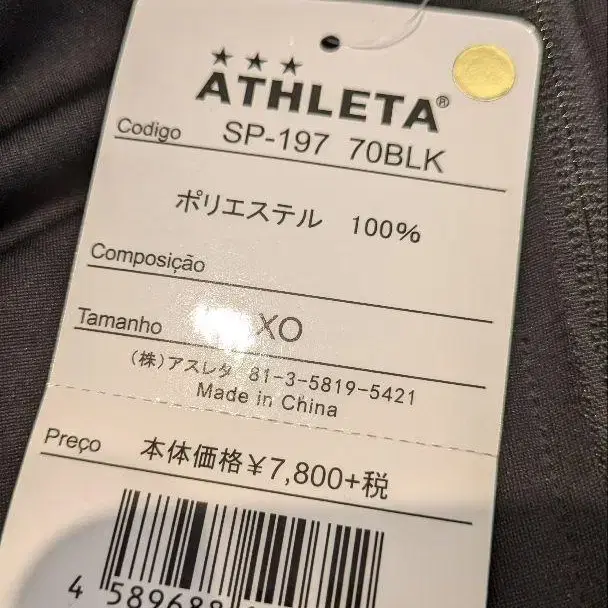 ★★★
ATHLETA®
Codigo SP-197 70BLK
ポリエステル 100%
Composição
Tamanho XO
(株)アスレタ 81-3-5819-5421
Made in China
Preço 本体価格¥7,800+税
4 589688